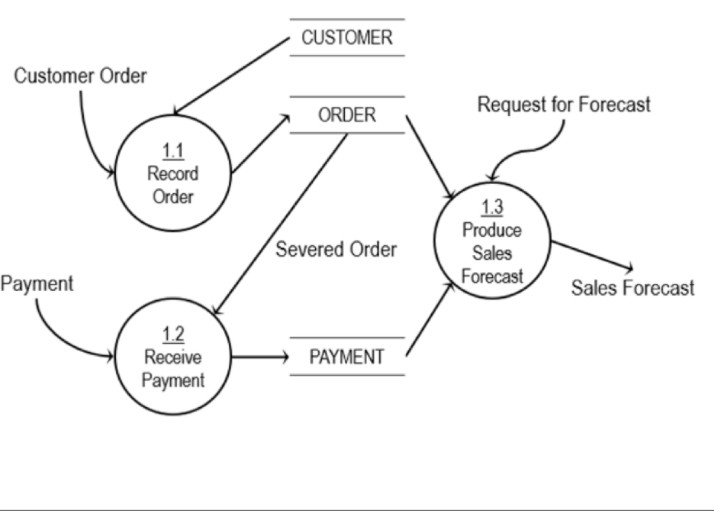 CUSTOMER
Customer Order
ORDER
Request for Forecast
1.1
Record
Order
1.3
Produce
Sales
Forecast
Severed Order
Sales Forecast
Payment
1.2
Receive
Payment
PAYMENT